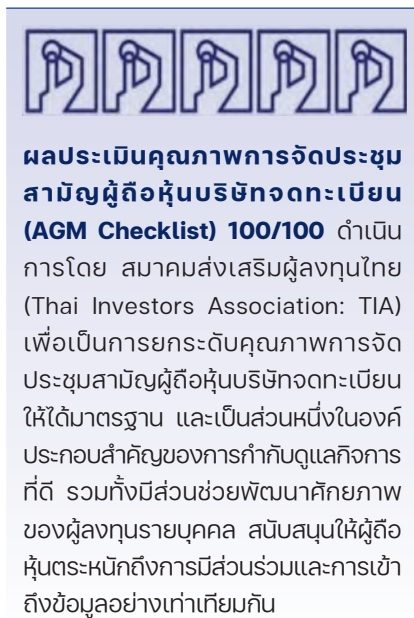 ผลประเมินคุณภาพการจัดประชุม
สามัญผู้ถือหุ้นบริษัทจดทะเบียน
(AGM Checklist) 100/100 ดำเนิน
การโดย สมาคมส่งเสริมผู้ลงทุนไทย
(Thai Investors Association: TIA)
เพื่อเป็นการยกระดับคุณภาพการจัด
ประชุมสามัญผู้ถือหุ้นบริษัทจดทะเบียน
ให้ได้มาตรฐาน และเป็นส่วนหนึ่งในองค์
ประกอบสำคัญของการกำกับดูแลกิจการ
ที่ดี รวมทั้งมีส่วนช่วยพัฒนาศักยภาพ
ของผู้ลงทุนรายบุคคล สนับสนุนให้ผู้ถือ
หุ้นตระหนักถึงการมีส่วนร่วมและการเข้า
ถึงข้อมูลอย่างเท่าเทียมกัน